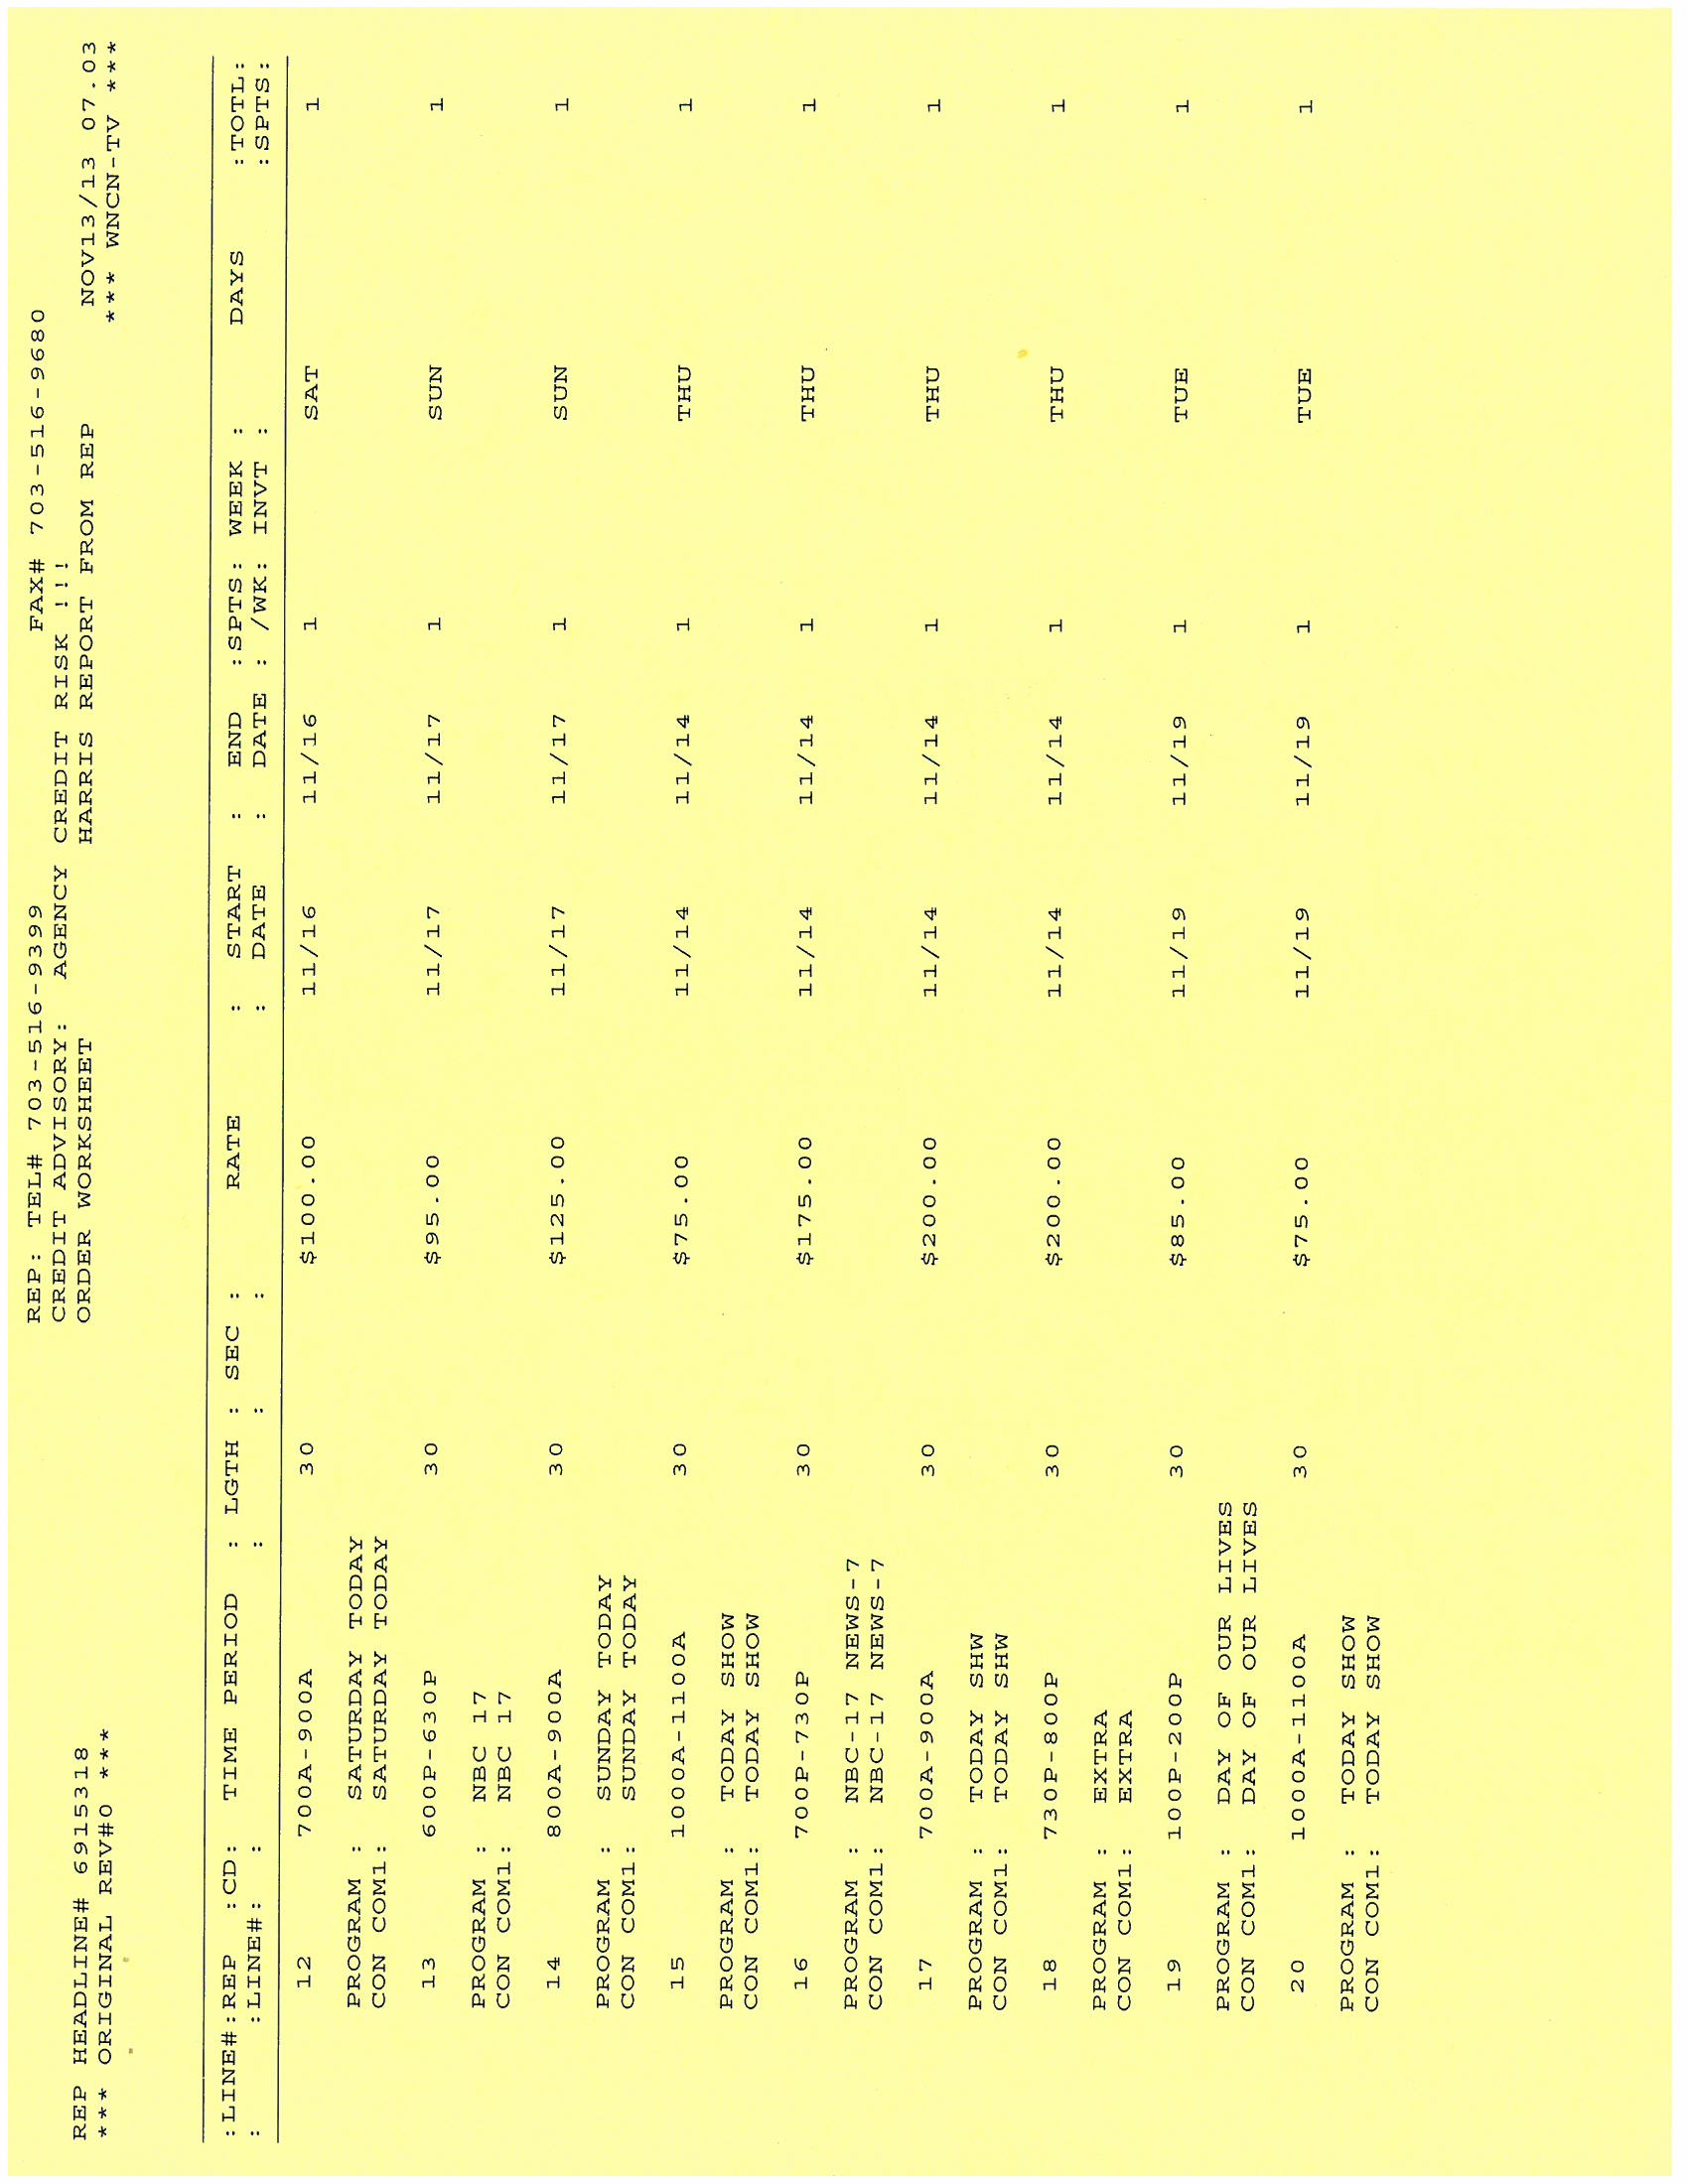 REP: TEL# 703-516-9399 FAX# 703-516-9680
CREDIT ADVISORY: AGENCY CREDIT RISK !!!
REP HEADLINE# 6915318 ORDER WORKSHEET HARRIS REPORT FROM REP NOV13/13 07.03
*** ORIGINAL REV#0 *** *** WNCN-TV ***
:LINE#:REP :CD: TIME PERIOD : LGTH : SEC : RATE : START : END :SPTS: WEEK : DAYS :TOTL:
: :LINE#: : : : : DATE : DATE : /WK: INVT : :SPTS:
12 700A-900A 30 $100.00 11/16 11/16 1 SAT 1
PROGRAM : SATURDAY TODAY
CON COM1: SATURDAY TODAY
13 600P-630P 30 $95.00 11/17 11/17 1 SUN 1
PROGRAM : NBC 17
CON COM1: NBC 17
14 800A-900A 30 $125.00 11/17 11/17 1 SUN 1
PROGRAM : SUNDAY TODAY
CON COM1: SUNDAY TODAY
15 1000A-1100A 30 $75.00 11/14 11/14 1 THU 1
PROGRAM : TODAY SHOW
CON COM1: TODAY SHOW
16 700P-730P 30 $175.00 11/14 11/14 1 THU 1
PROGRAM : NBC-17 NEWS-7
CON COM1: NBC-17 NEWS-7
17 700A-900A 30 $200.00 11/14 11/14 1 THU 1
PROGRAM : TODAY SHW
CON COM1: TODAY SHW
18 730P-800P 30 $200.00 11/14 11/14 1 THU 1
PROGRAM : EXTRA
CON COM1: EXTRA
19 100P-200P 30 $85.00 11/19 11/19 1 TUE 1
PROGRAM : DAY OF OUR LIVES
CON COM1: DAY OF OUR LIVES
20 1000A-1100A 30 $75.00 11/19 11/19 1 TUE 1
PROGRAM : TODAY SHOW
CON COM1: TODAY SHOW